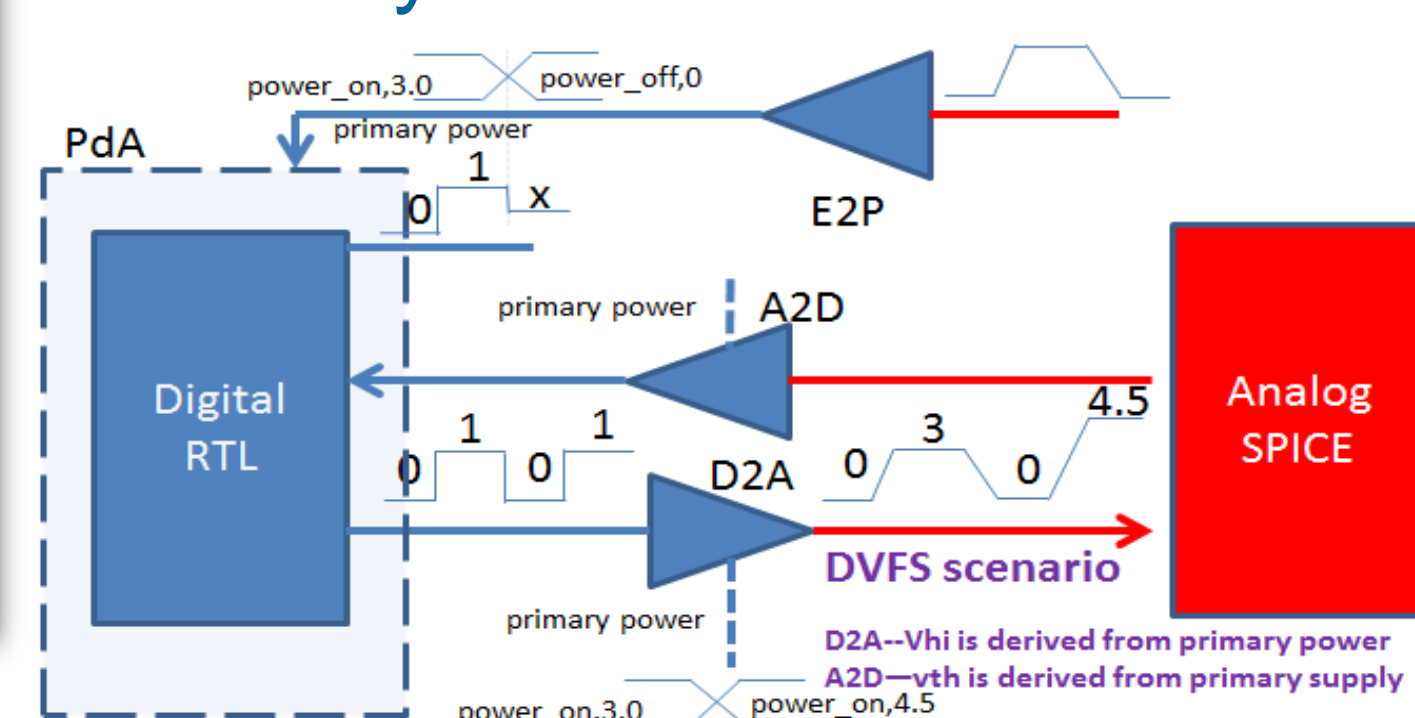 y
power_on,3.0
power_off,0
primary power
PdA
1
0
x
E2P
primary power
A2D
Digital
RTL
Analog
SPICE
4.5
1
1
0
0
D2A
0
3
0
DVFS scenario
primary power
D2A--Vhi is derived from primary power
A2D—vth is derived from primary supply
power_on,3.0
power_on,4.5